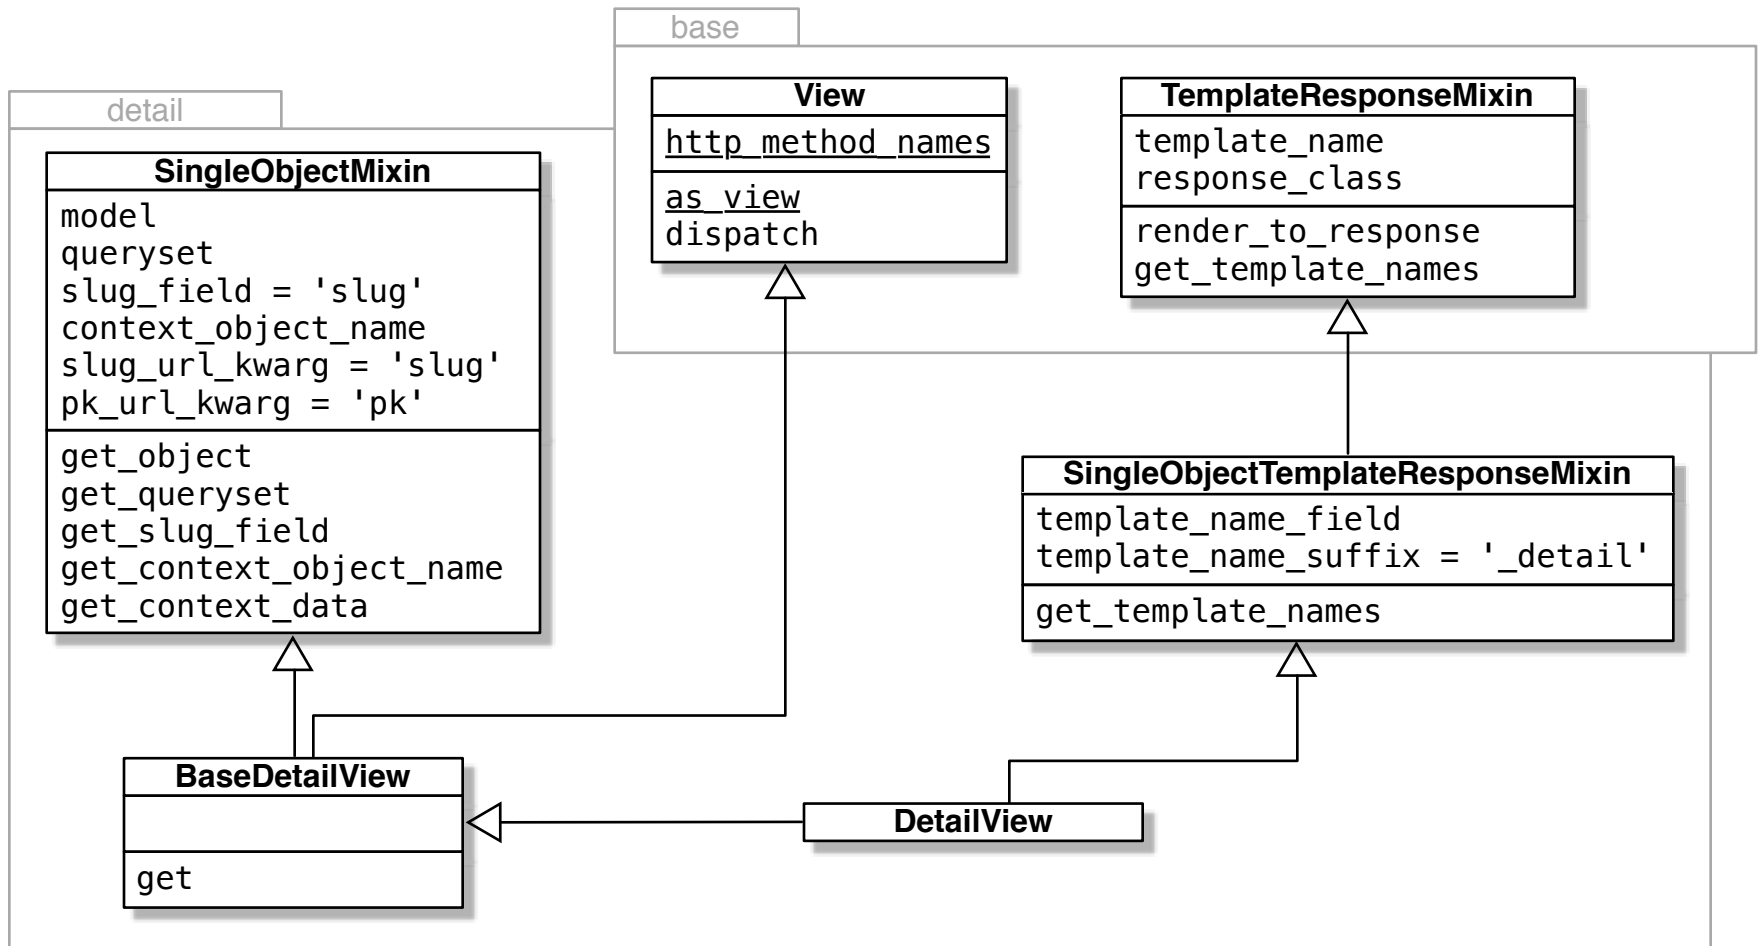 base
View
http_method_names
as_view
dispatch
TemplateResponseMixin
template_name
response_class
render_to_response
get_template_names
detail
SingleObjectMixin
model
queryset
slug_field = 'slug'
context_object_name
slug_url_kwarg = 'slug'
pk_url_kwarg = 'pk'
get_object
get_queryset
get_slug_field
get_context_object_name
get_context_data
SingleObjectTemplateResponseMixin
template_name_field
template_name_suffix = '_detail'
get_template_names
BaseDetailView
get
DetailView